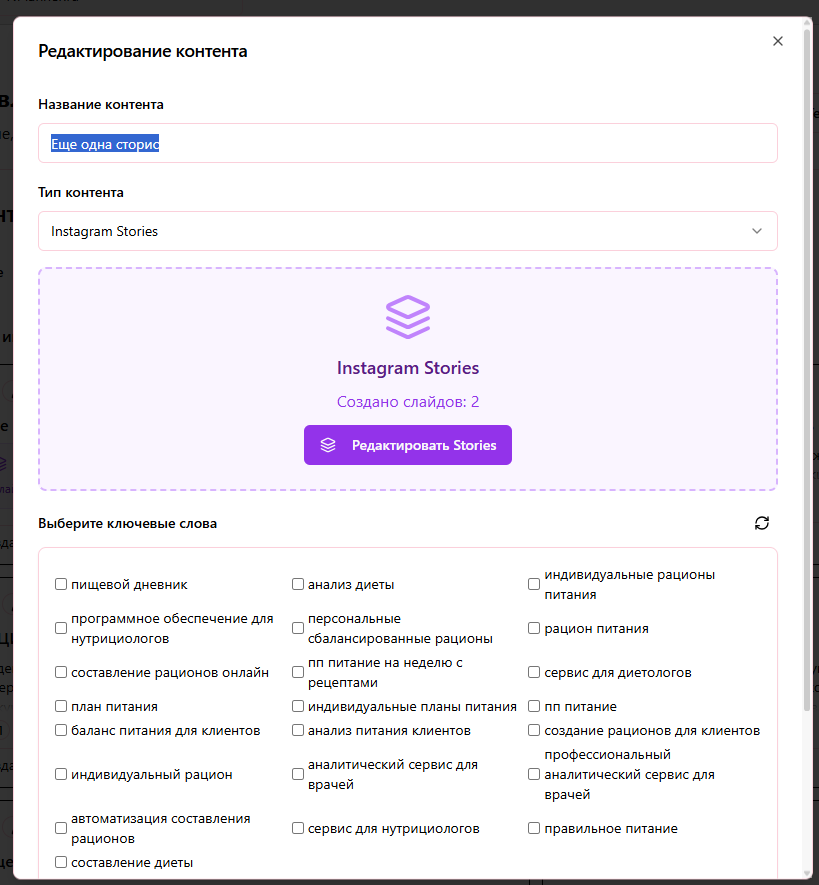 Редактирование контента
Название контента
Еще одна сторис
Тип контента
Instagram Stories
Instagram Stories
Создано слайдов: 2
Редактировать Stories
Выберите ключевые слова
пищевой дневник
анализ диеты
индивидуальные рационы
питания
программное обеспечение для
нутрициологов
персональные
сбалансированные рационы
рацион питания
составление рационов онлайн
пп питание на неделю с
рецептами
сервис для диетологов
план питания
индивидуальные планы питания
пп питание
баланс питания для клиентов
анализ питания клиентов
создание рационов для клиентов
индивидуальный рацион
аналитический сервис для
врачей
профессиональный
аналитический сервис для
врачей
автоматизация составления
рационов
сервис для нутрициологов
правильное питание
составление диеты